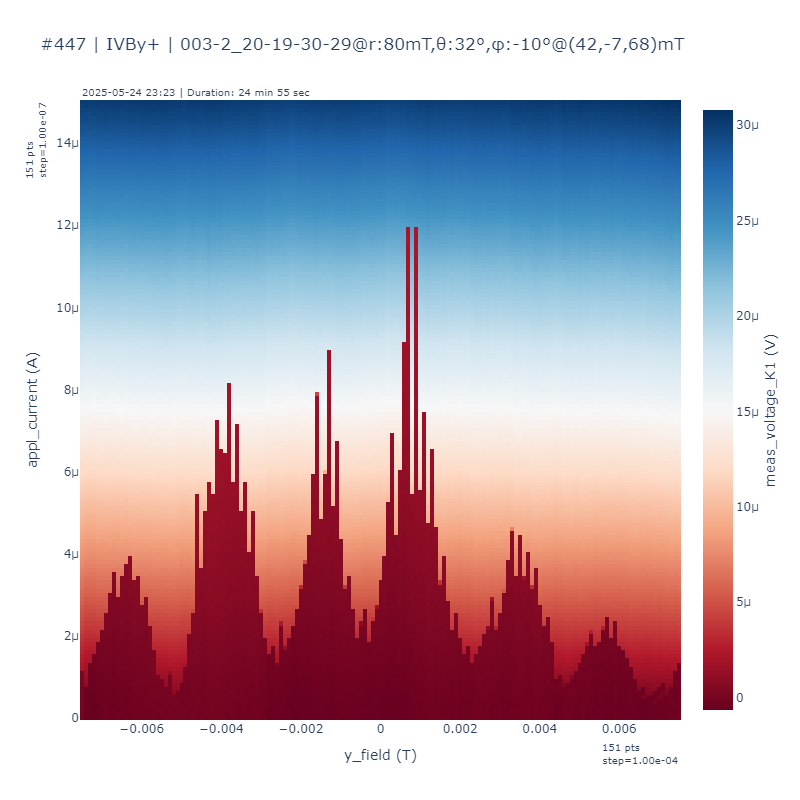 #447 | IVBy+ | 003-2_20-19-30-29@r:80mT,θ:32°,φ:-10°@(42,-7,68)mT
2025-05-24 23:23 | Duration: 24 min 55 sec
151 pts
step=1.00e-07
14μ
12μ
10μ
8μ
6μ
4μ
2μ
0
appl_current (A)
−0.006
−0.004
−0.002
0
0.002
0.004
0.006
y_field (T)
151 pts
step=1.00e-04
30μ
25μ
20μ
15μ
10μ
5μ
0
meas_voltage_K1 (V)